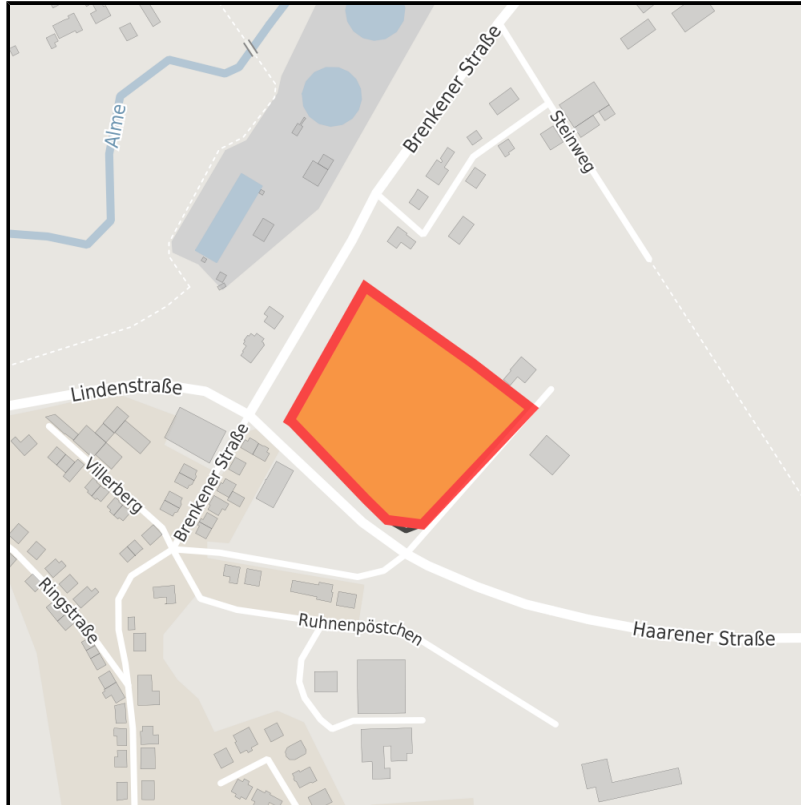 Brenkener Straße
Alme
Steinweg
Lindenstraße
Brenkener Straße
Villerberg
Ringstraße
Ruhnenpöstchen
Haarener Straße